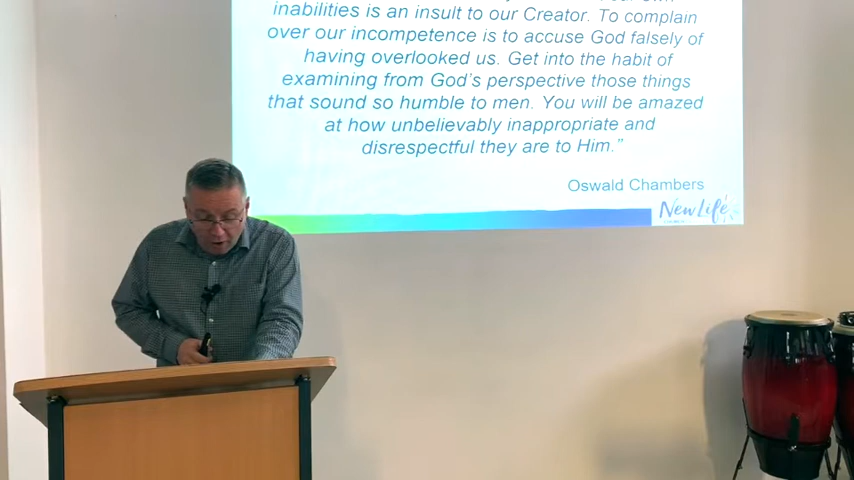 inabilities is an insult to our Creator. To complain
over our incompetence is to accuse God falsely of
having overlooked us. Get into the habit of
examining from God's perspective those things
that sound so humble to men. You will be amazed
at how unbelievably inappropriate and
disrespectful they are to Him."
Oswald Chambers
New Life